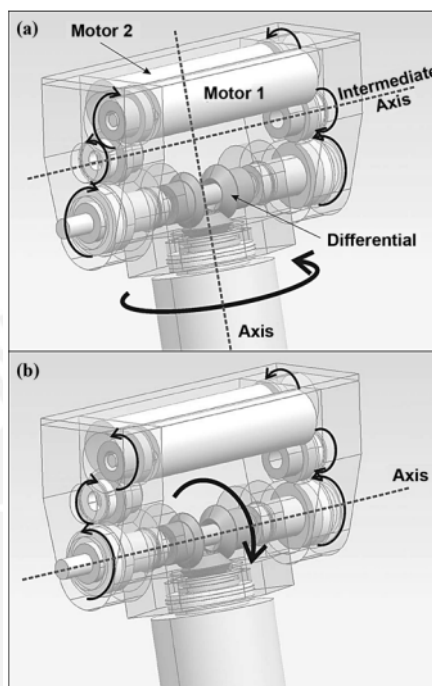 (a)
Motor 2
Motor 1
Intermediate
Axis
Differential
Axis
(b)
Axis